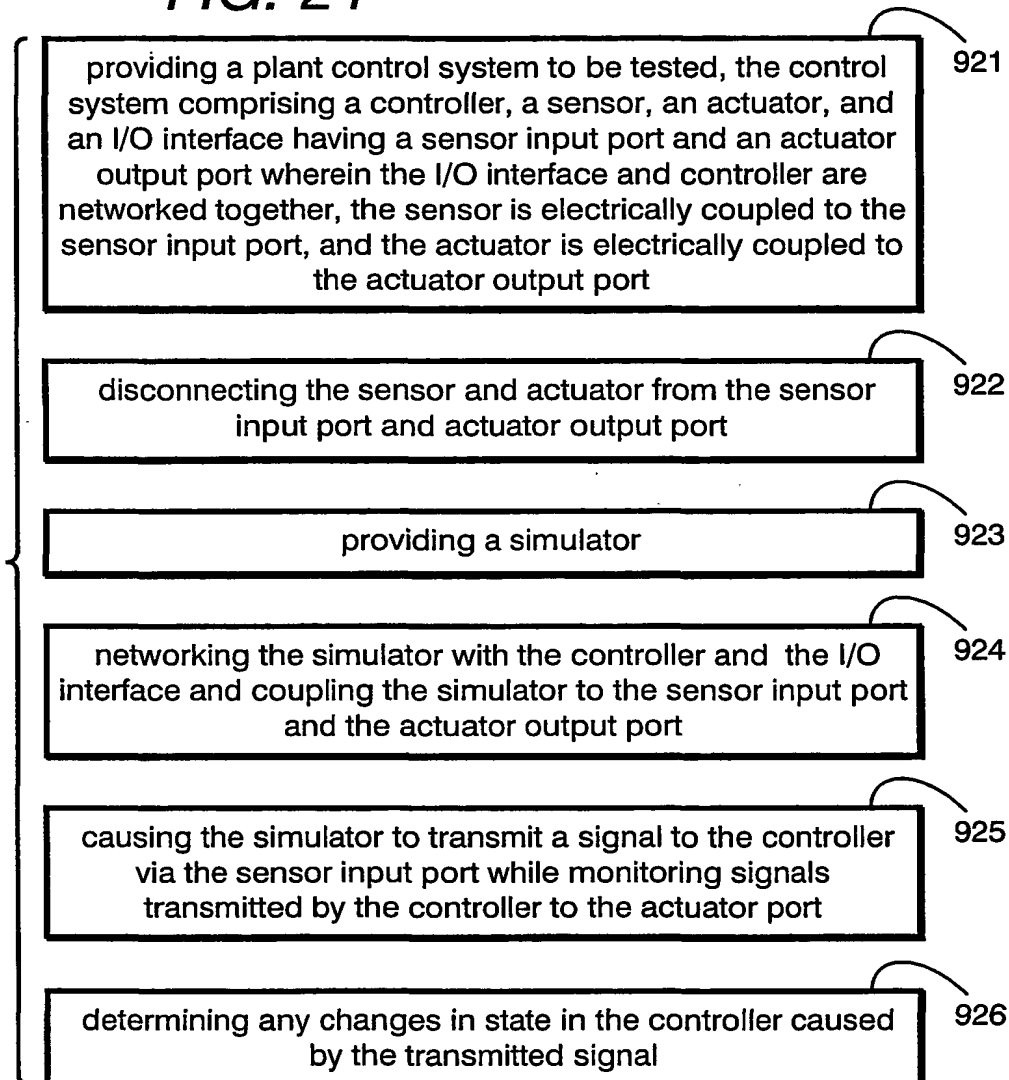 FIG. 21
921
providing a plant control system to be tested, the control
system comprising a controller, a sensor, an actuator, and
an I/O interface having a sensor input port and an actuator
output port wherein the I/O interface and controller are
networked together, the sensor is electrically coupled to the
sensor input port, and the actuator is electrically coupled to
the actuator output port
922
disconnecting the sensor and actuator from the sensor
input port and actuator output port
923
providing a simulator
924
networking the simulator with the controller and the I/O
interface and coupling the simulator to the sensor input port
and the actuator output port
925
causing the simulator to transmit a signal to the controller
via the sensor input port while monitoring signals
transmitted by the controller to the actuator port
926
determining any changes in state in the controller caused
by the transmitted signal